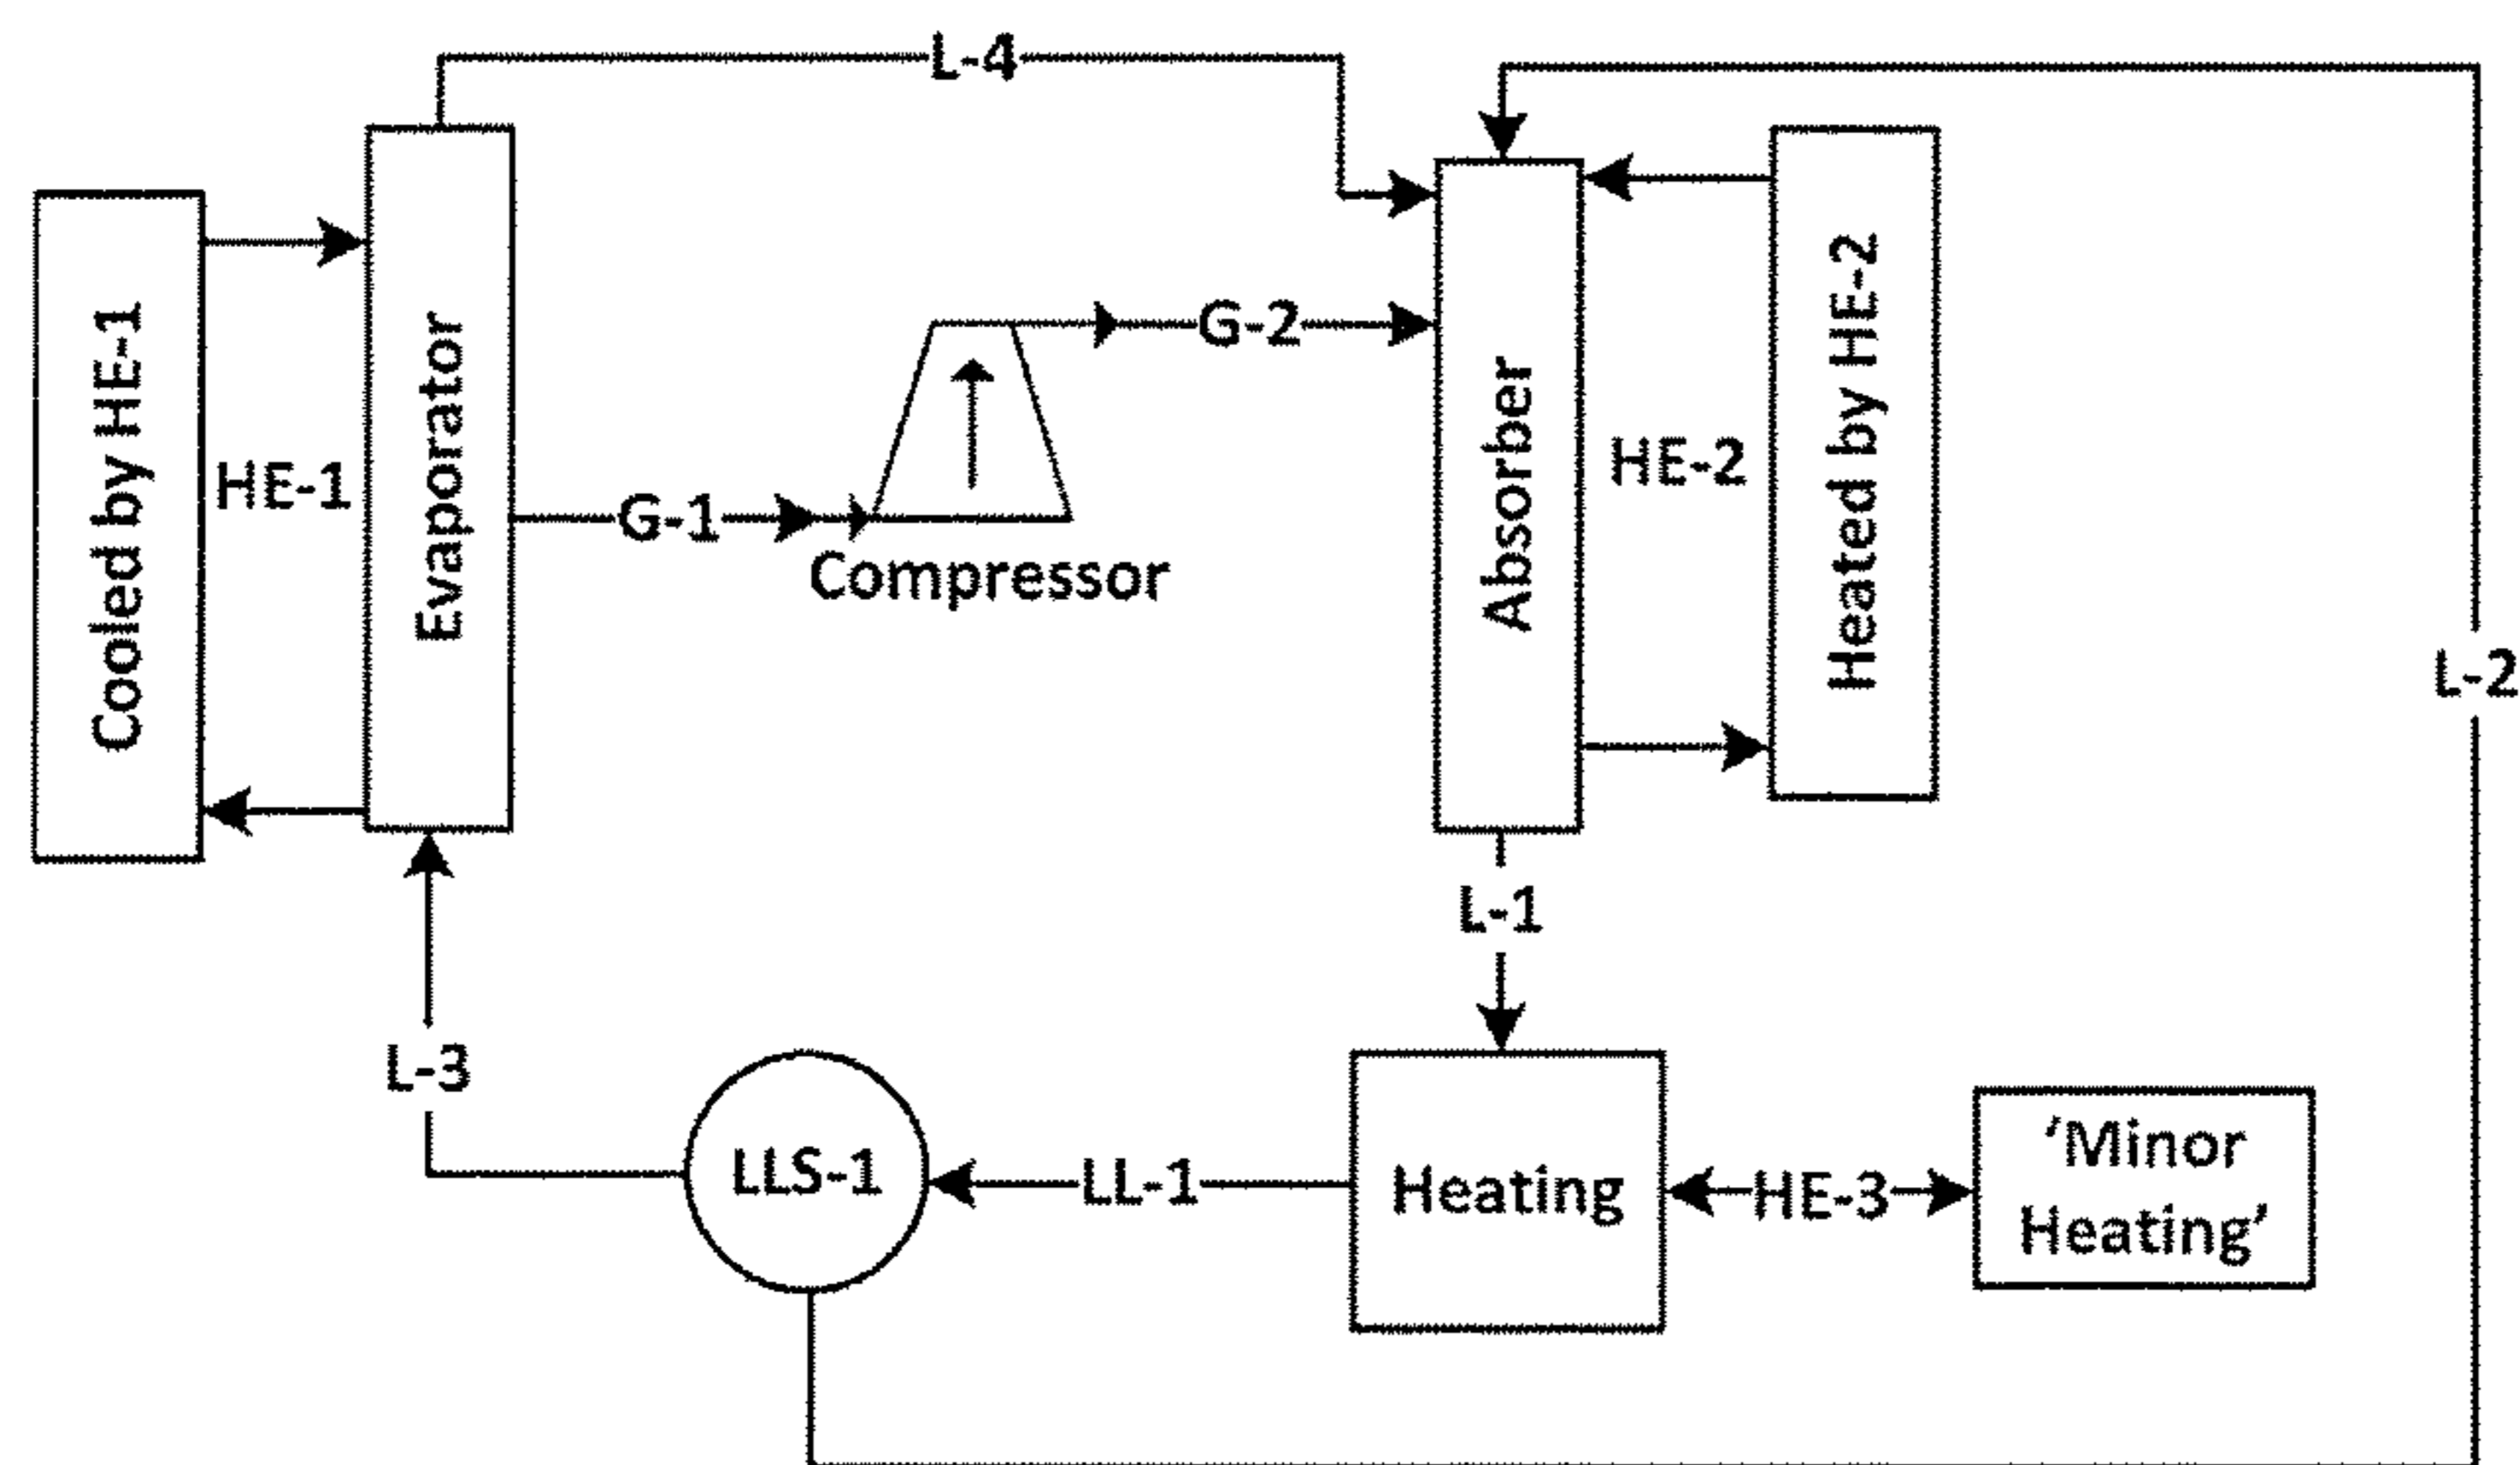 L-4
Cooled by HE-1
HE-1
Evaporator
G-1
Compressor
G-2
Absorber
HE-2
Heated by HE-2
L-2
L-1
L-3
LLS-1
LL-1
Heating
HE-3
'Minor
Heating'